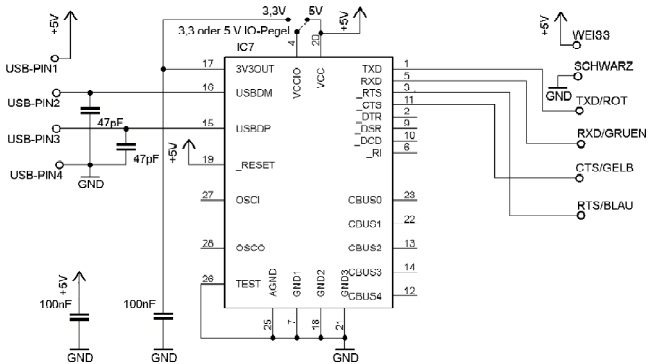 +5V
USB-PIN1
USB-PIN2
USB-PIN3
USB-PIN4
47pF
47pF
GND
+5V
3,3V
5V
3,3 oder 5 V IO-Pegel
IC7
4
20
+5V
17
3V3OUT
VCCIO
VCC
16
USBDM
15
USBDP
19
_RESET
27
OSCI
28
OSCO
26
TEST
AGND
GND1
GND2
GND3
25
7
18
21
GND
TXD
1
RXD
5
_RTS
3
_CTS
11
_DTR
2
_DSR
9
_DCD
10
_RI
6
CBUS0
23
CBUS1
22
CBUS2
13
CBUS3
14
CBUS4
12
+5V
WEISS
SCHWARZ
GND
TXD/ROT
RXD/GRUEN
CTS/GELB
RTS/BLAU
+5V
100nF
GND
100nF
GND